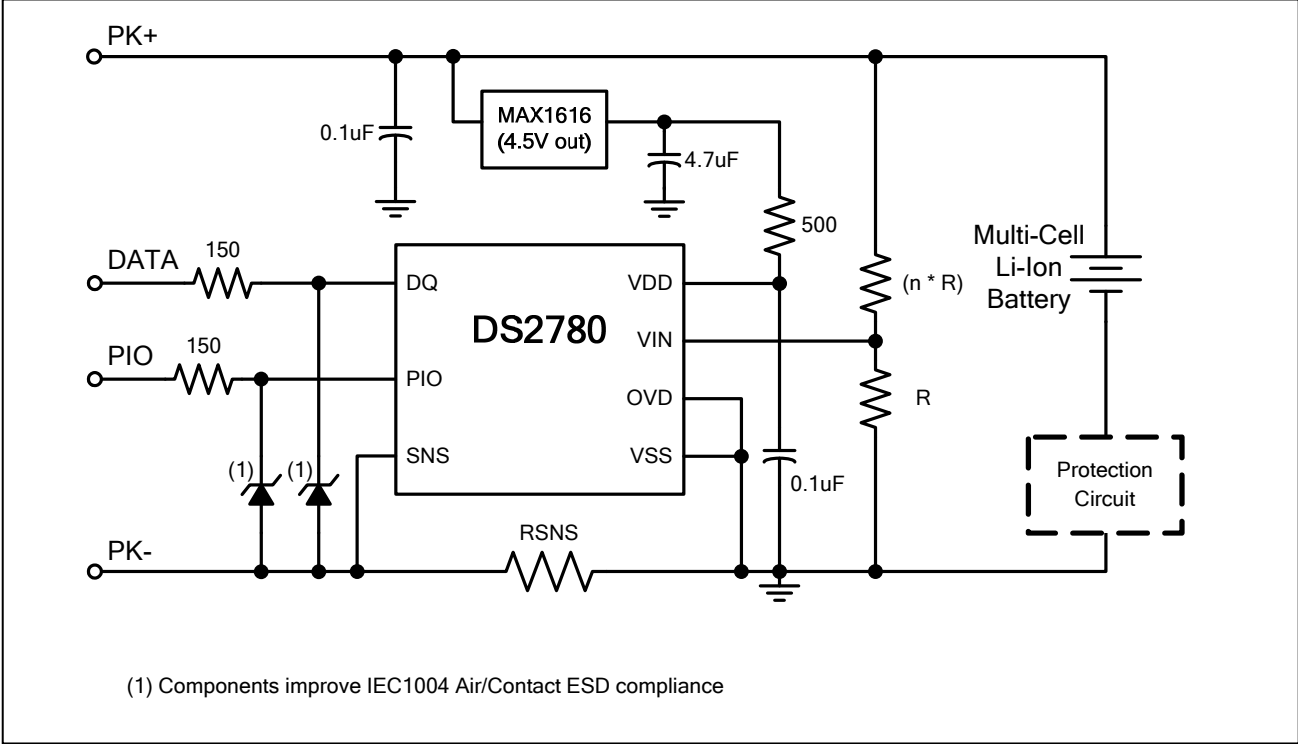 PK+
MAX1616
(4.5V out)
0.1uF
4.7uF
500
Multi-Cell
Li-Ion
Battery
DATA
150
DQ
VDD
(n * R)
DS2780
VIN
PIO
150
PIO
OVD
R
SNS
VSS
(1)
(1)
0.1uF
Protection
Circuit
RSNS
PK-
(1) Components improve IEC1004 Air/Contact ESD compliance